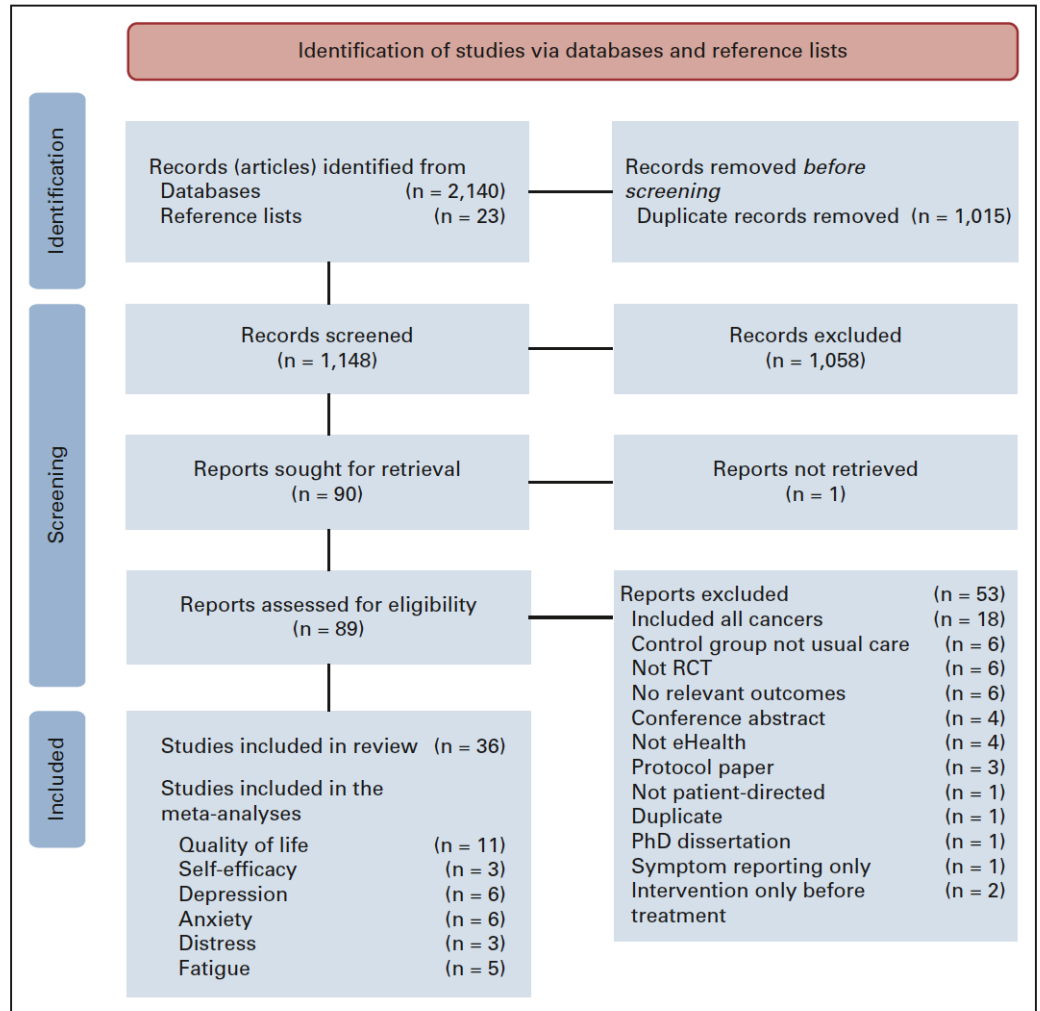 Identification of studies via databases and reference lists
Identification
Records (articles) identified from
Databases (n = 2,140)
Reference lists (n = 23)
Records removed before
screening
Duplicate records removed (n = 1,015)
Screening
Records screened
(n = 1,148)
Records excluded
(n = 1,058)
Reports sought for retrieval
(n = 90)
Reports not retrieved
(n = 1)
Reports assessed for eligibility
(n = 89)
Reports excluded (n = 53)
Included all cancers (n = 18)
Control group not usual care (n = 6)
Not RCT (n = 6)
No relevant outcomes (n = 6)
Conference abstract (n = 4)
Not eHealth (n = 4)
Protocol paper (n = 3)
Not patient-directed (n = 1)
Duplicate (n = 1)
PhD dissertation (n = 1)
Symptom reporting only (n = 1)
Intervention only before (n = 2)
treatment
Included
Studies included in review (n = 36)
Studies included in the
meta-analyses
Quality of life (n = 11)
Self-efficacy (n = 3)
Depression (n = 6)
Anxiety (n = 6)
Distress (n = 3)
Fatigue (n = 5)